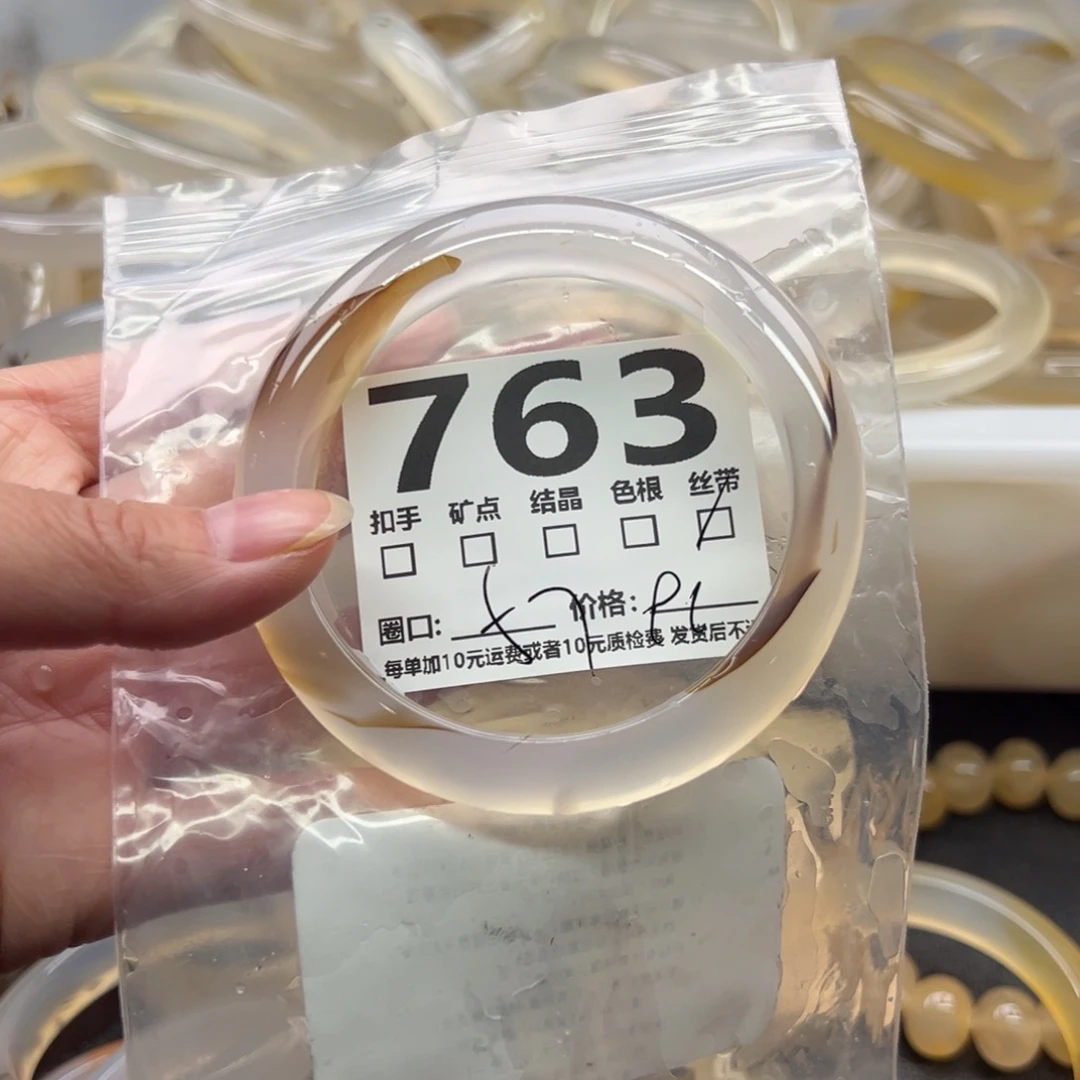 763
扣手 矿点 结晶 色根 丝带
圈口: 57 价格:
每单加10元运费或者10元质检费 发货后不